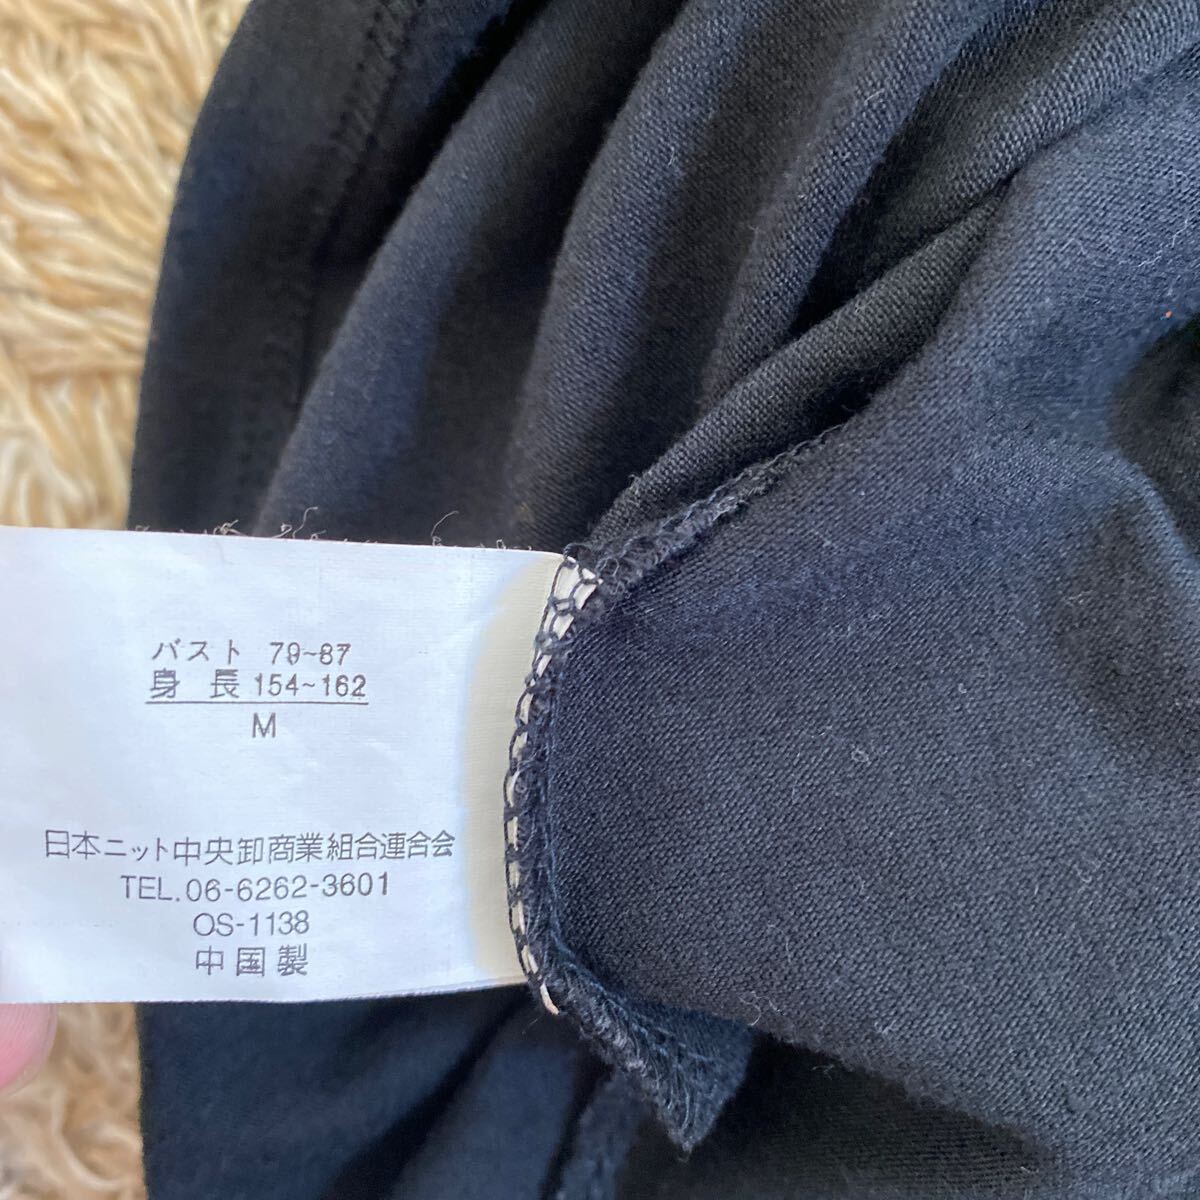 バスト 79~87
身長 154~162
M
日本ニット中央卸商業組合連合会
TEL.06-6262-3601
OS-1138
中国製